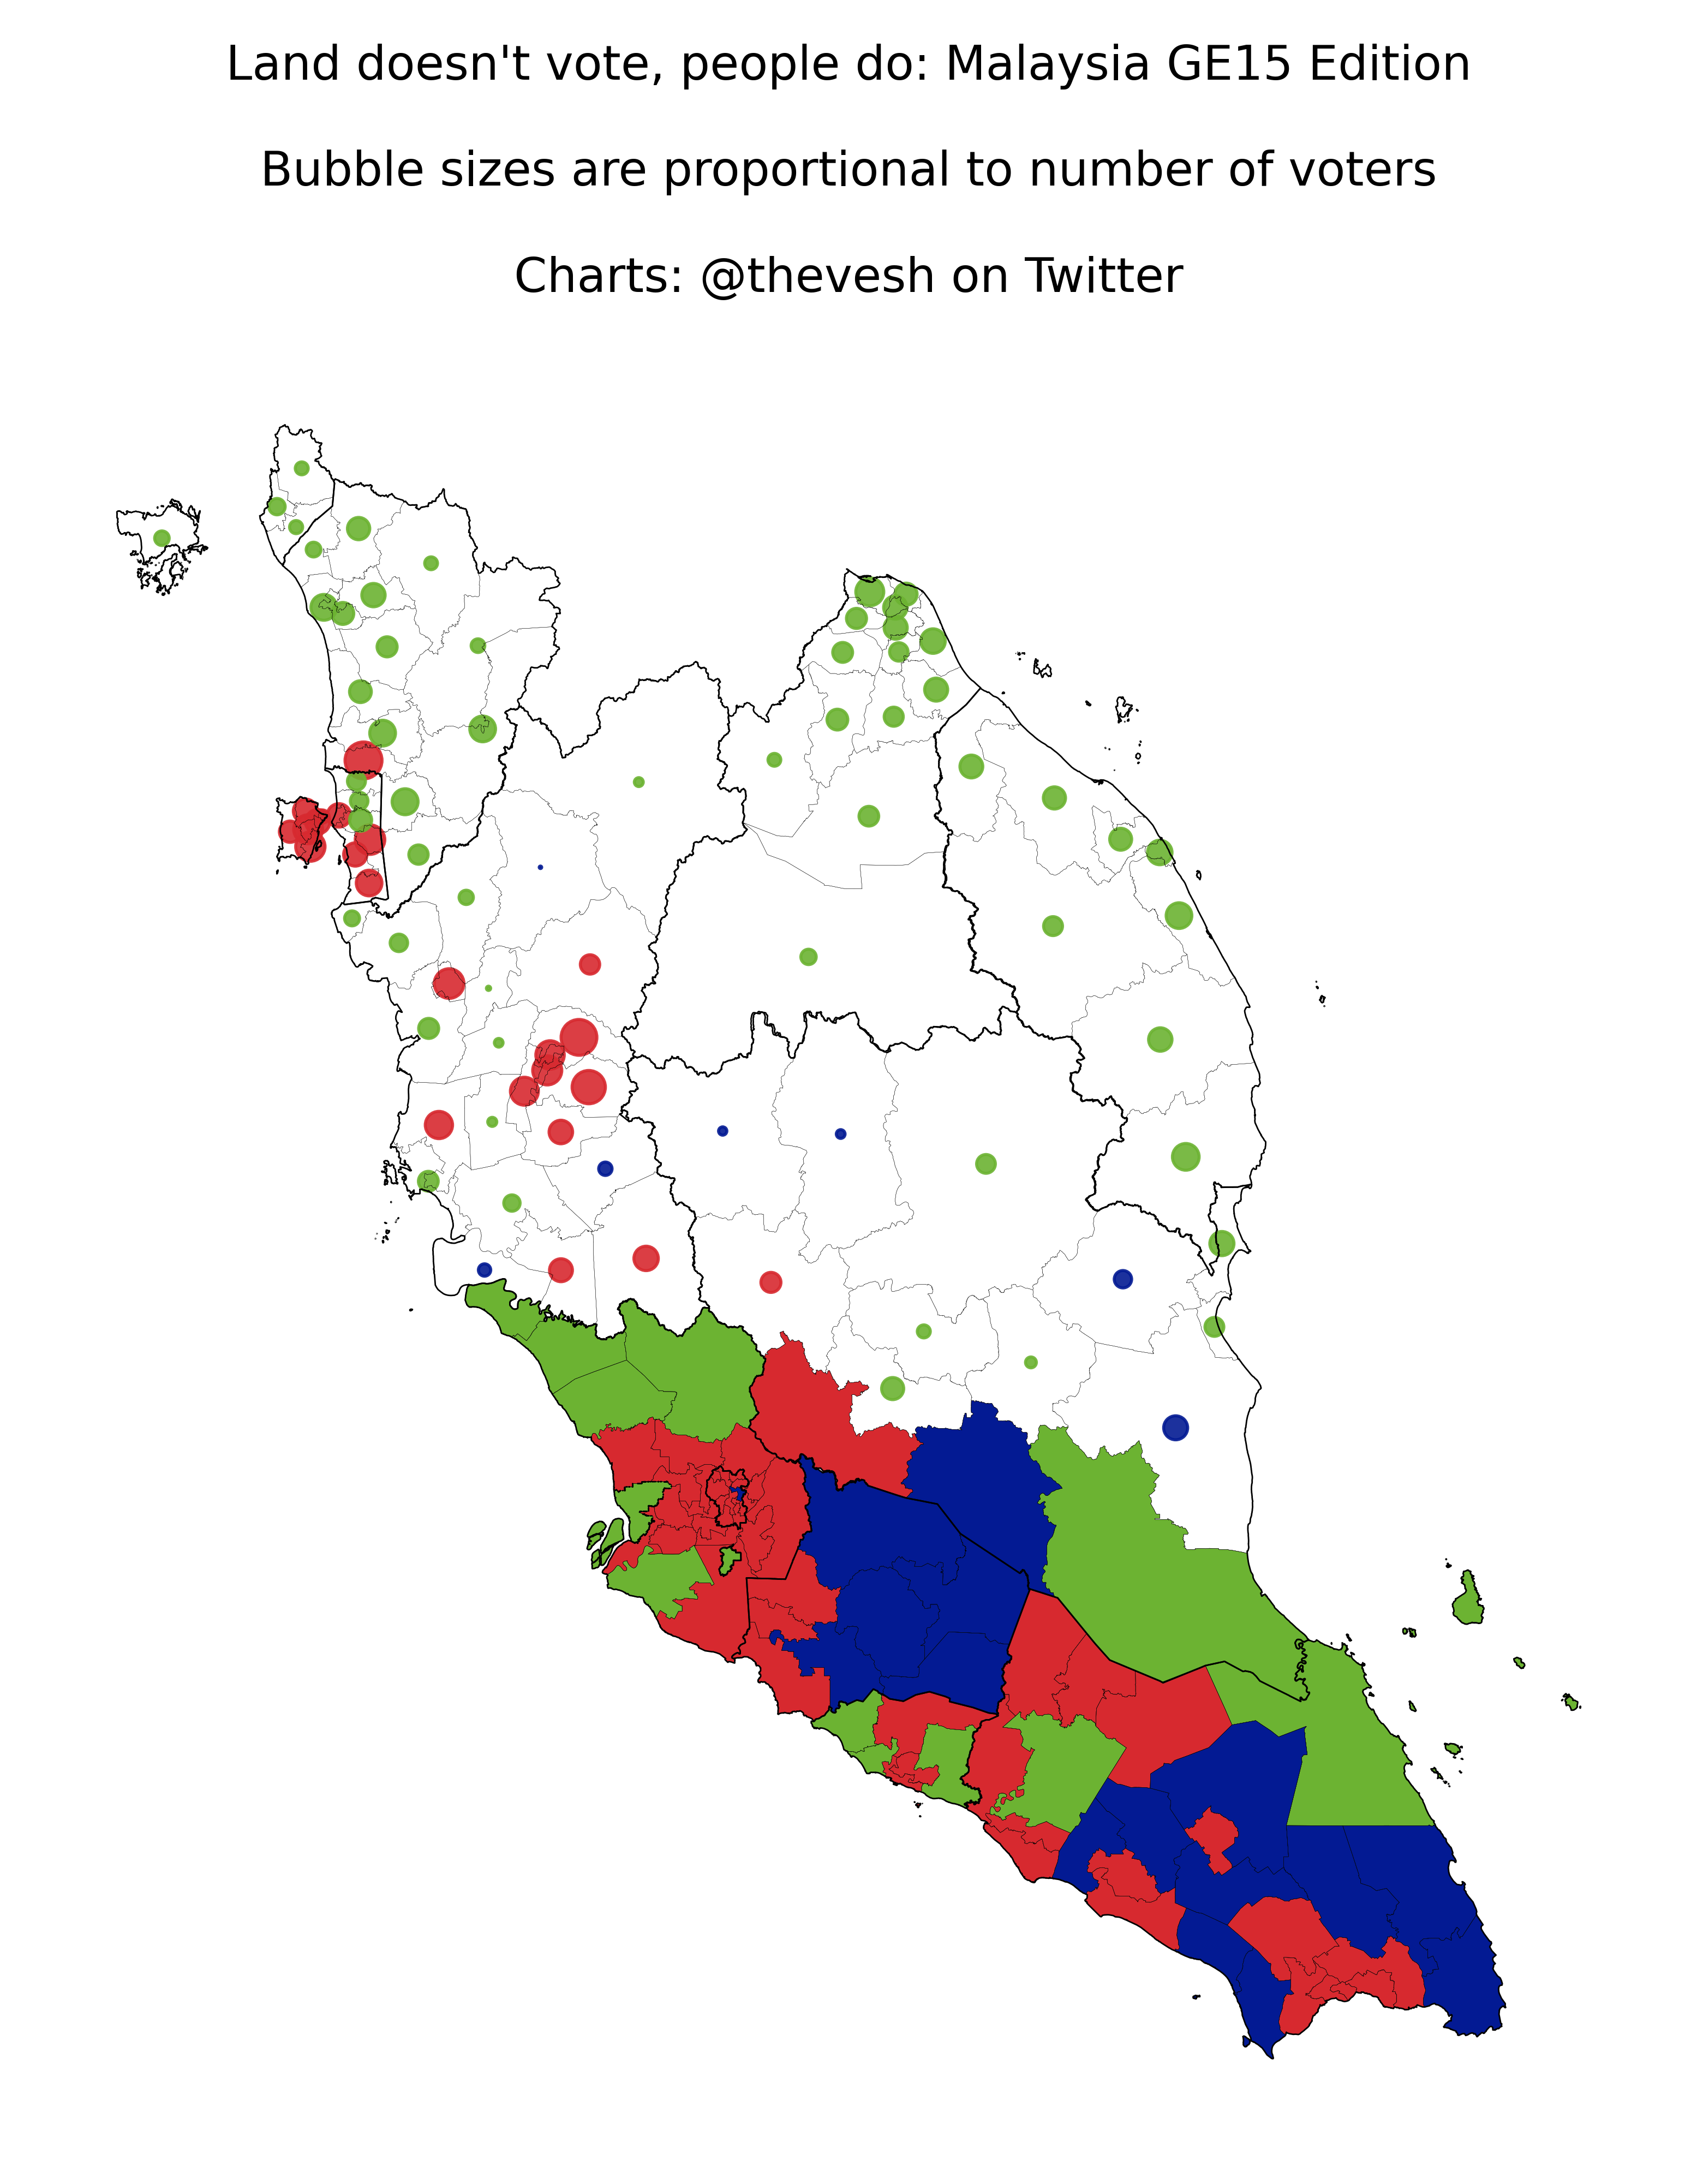 Land doesn't vote, people do: Malaysia GE15 Edition
Bubble sizes are proportional to number of voters
Charts: @thevesh on Twitter